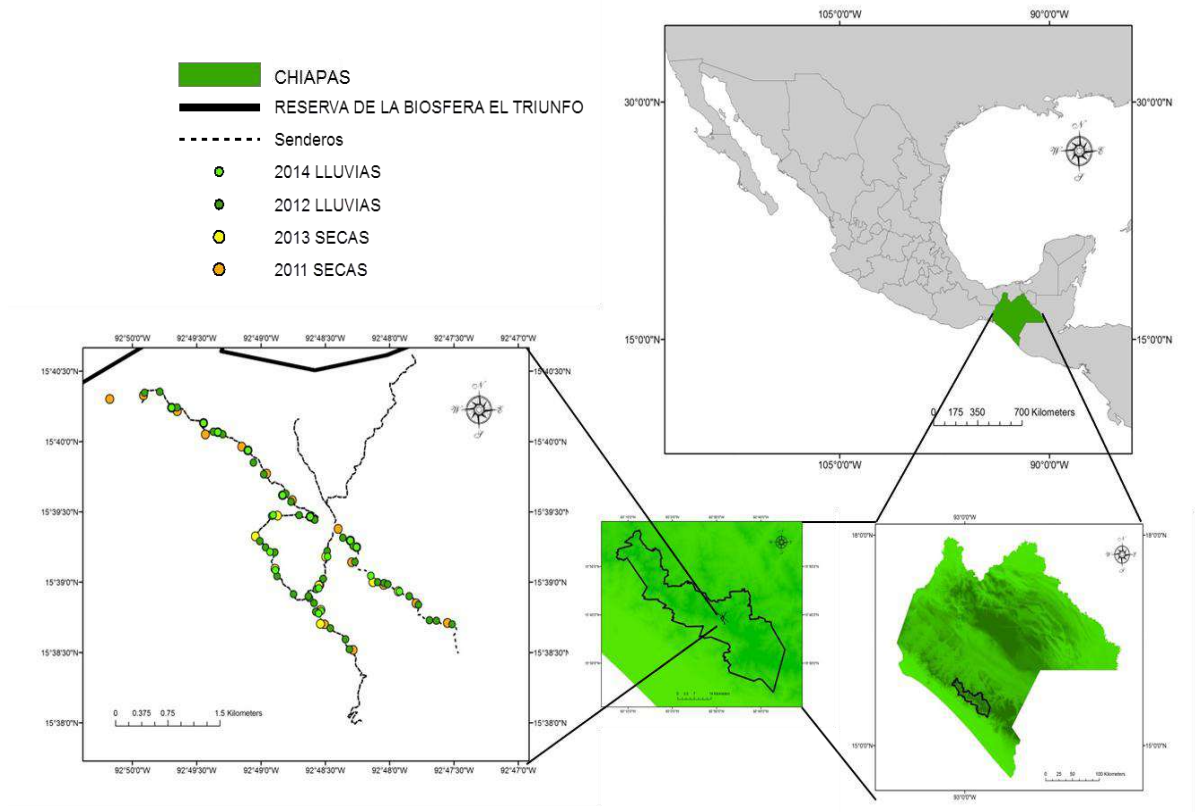 CHIAPAS
RESERVA DE LA BIOSFERA EL TRIUNFO
Senderos
2014 LLUVIAS
2012 LLUVIAS
2013 SECAS
2011 SECAS
105°0'0"W 90°0'0"W
30°0'0"N 30°0'0"N
N
W E
S
15°0'0"N 15°0'0"N
0 175 350 700 Kilometers
105°0'0"W 90°0'0"W
92°50'0"W 92°49'30"W 92°49'0"W 92°48'30"W 92°48'0"W 92°47'30"W 92°47'0"W
15°40'30"N 15°40'30"N
N
W E
S
15°40'0"N 15°40'0"N
15°39'30"N 15°39'30"N
15°39'0"N 15°39'0"N
15°38'30"N 15°38'30"N
15°38'0"N 15°38'0"N
0 0.375 0.75 1.5 Kilometers
92°50'0"W 92°49'30"W 92°49'0"W 92°48'30"W 92°48'0"W 92°47'30"W 92°47'0"W
93°0'0"W
18°0'0"N 18°0'0"N
15°0'0"N 15°0'0"N
0 25 50 100 Kilometers
93°0'0"W